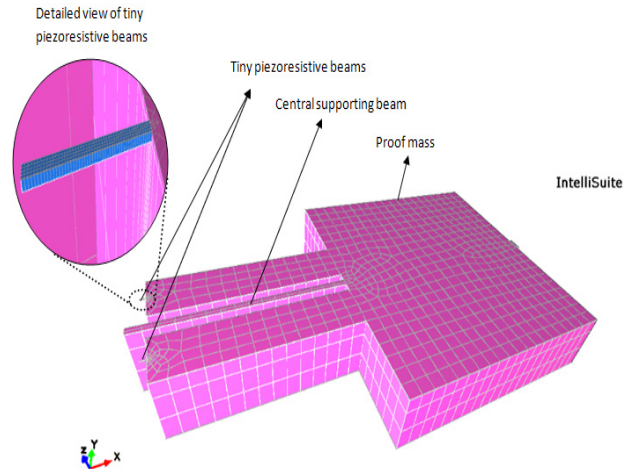 Detailed view of tiny
piezoresistive beams
Tiny piezoresistive beams
Central supporting beam
Proof mass
IntelliSuite
Z Y X